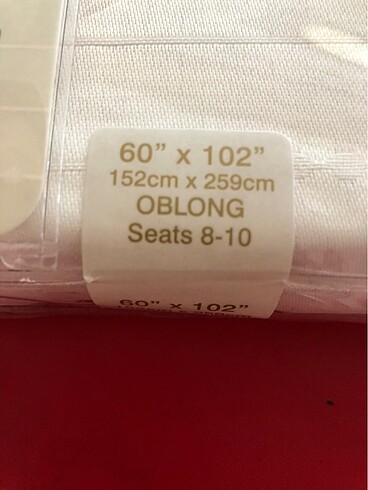 60” x 102”
152cm x 259cm
OBLONG
Seats 8-10
60” x 102”